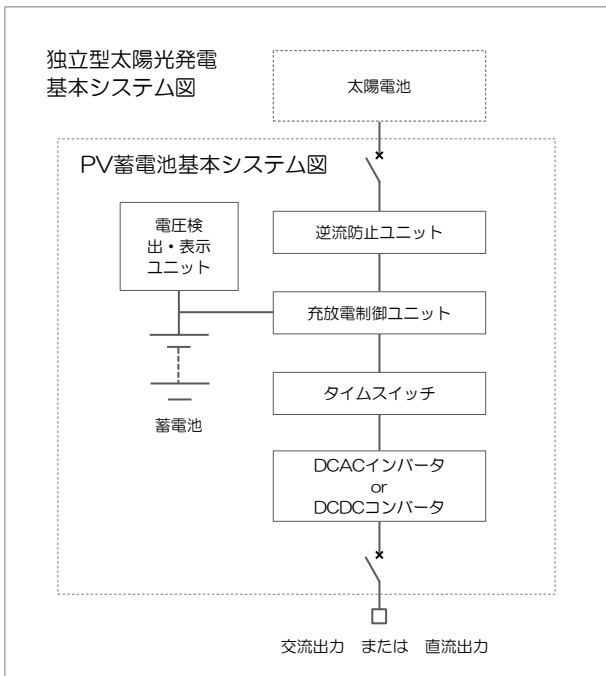 独立型太陽光発電
基本システム図
太陽電池
PV蓄電池基本システム図
電圧検
出・表示
ユニット
逆流防止ユニット
充放電制御ユニット
タイムスイッチ
蓄電池
DCACインバータ
or
DCDCコンバータ
交流出力　または　直流出力